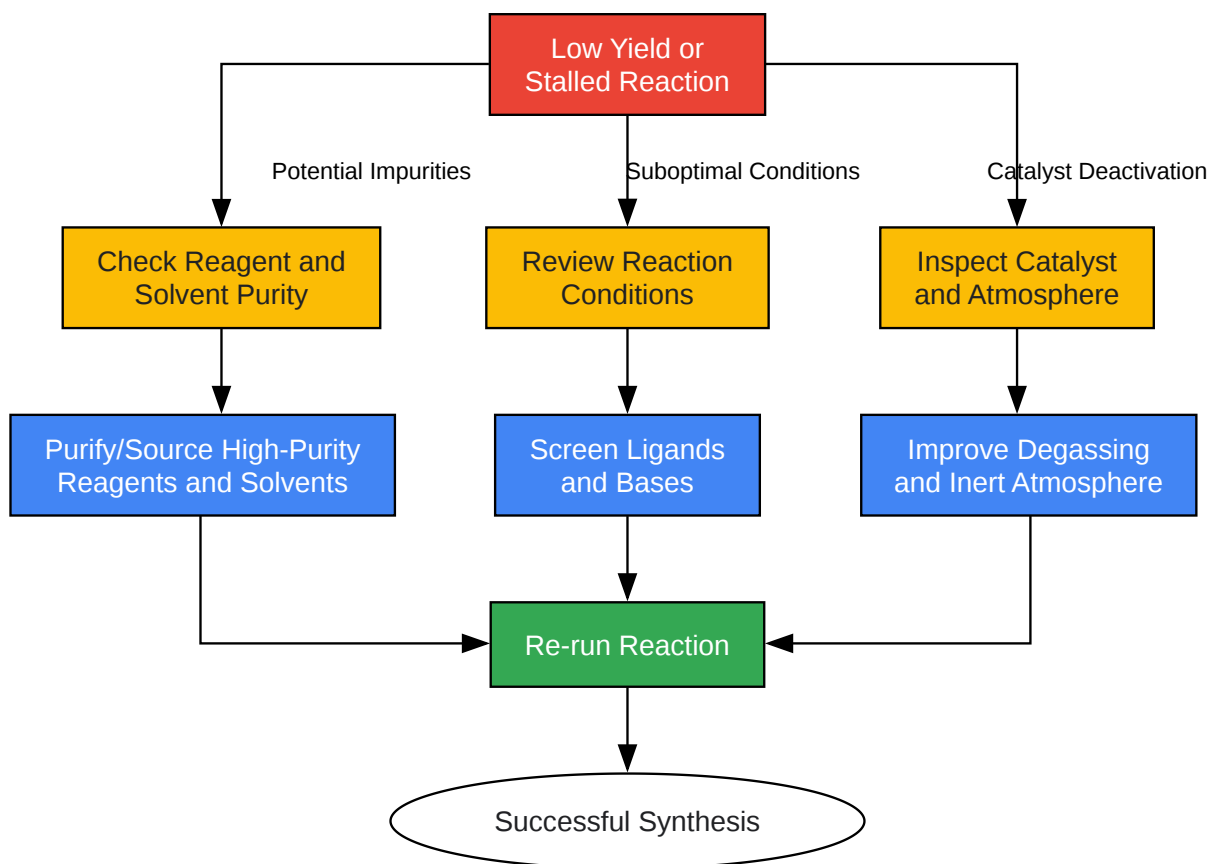 Low Yield or
Stalled Reaction
Potential Impurities
Suboptimal Conditions
Catalyst Deactivation
Check Reagent and
Solvent Purity
Review Reaction
Conditions
Inspect Catalyst
and Atmosphere
Purify/Source High-Purity
Reagents and Solvents
Screen Ligands
and Bases
Improve Degassing
and Inert Atmosphere
Re-run Reaction
Successful Synthesis